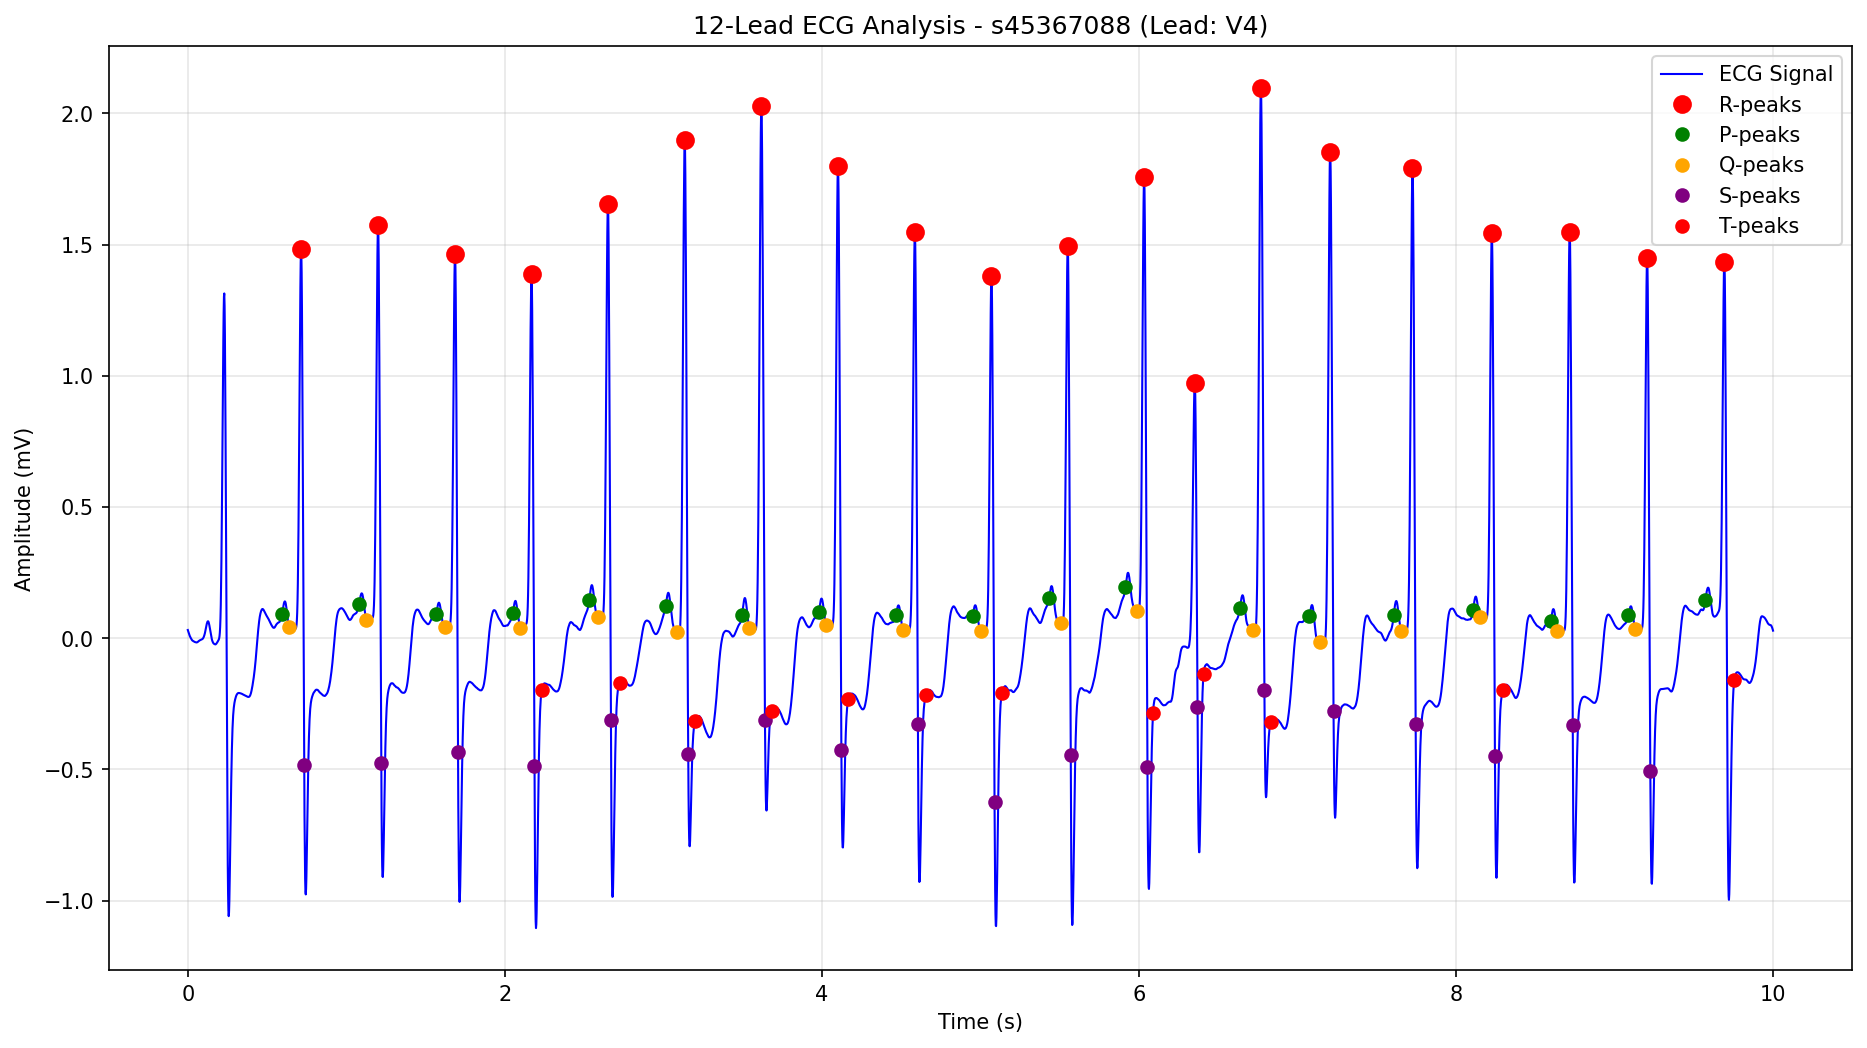 12-Lead ECG Analysis - s45367088 (Lead: V4)
ECG Signal
R-peaks
P-peaks
Q-peaks
S-peaks
T-peaks
2.0
1.5
1.0
0.5
0.0
−0.5
−1.0
Amplitude (mV)
0 2 4 6 8 10
Time (s)